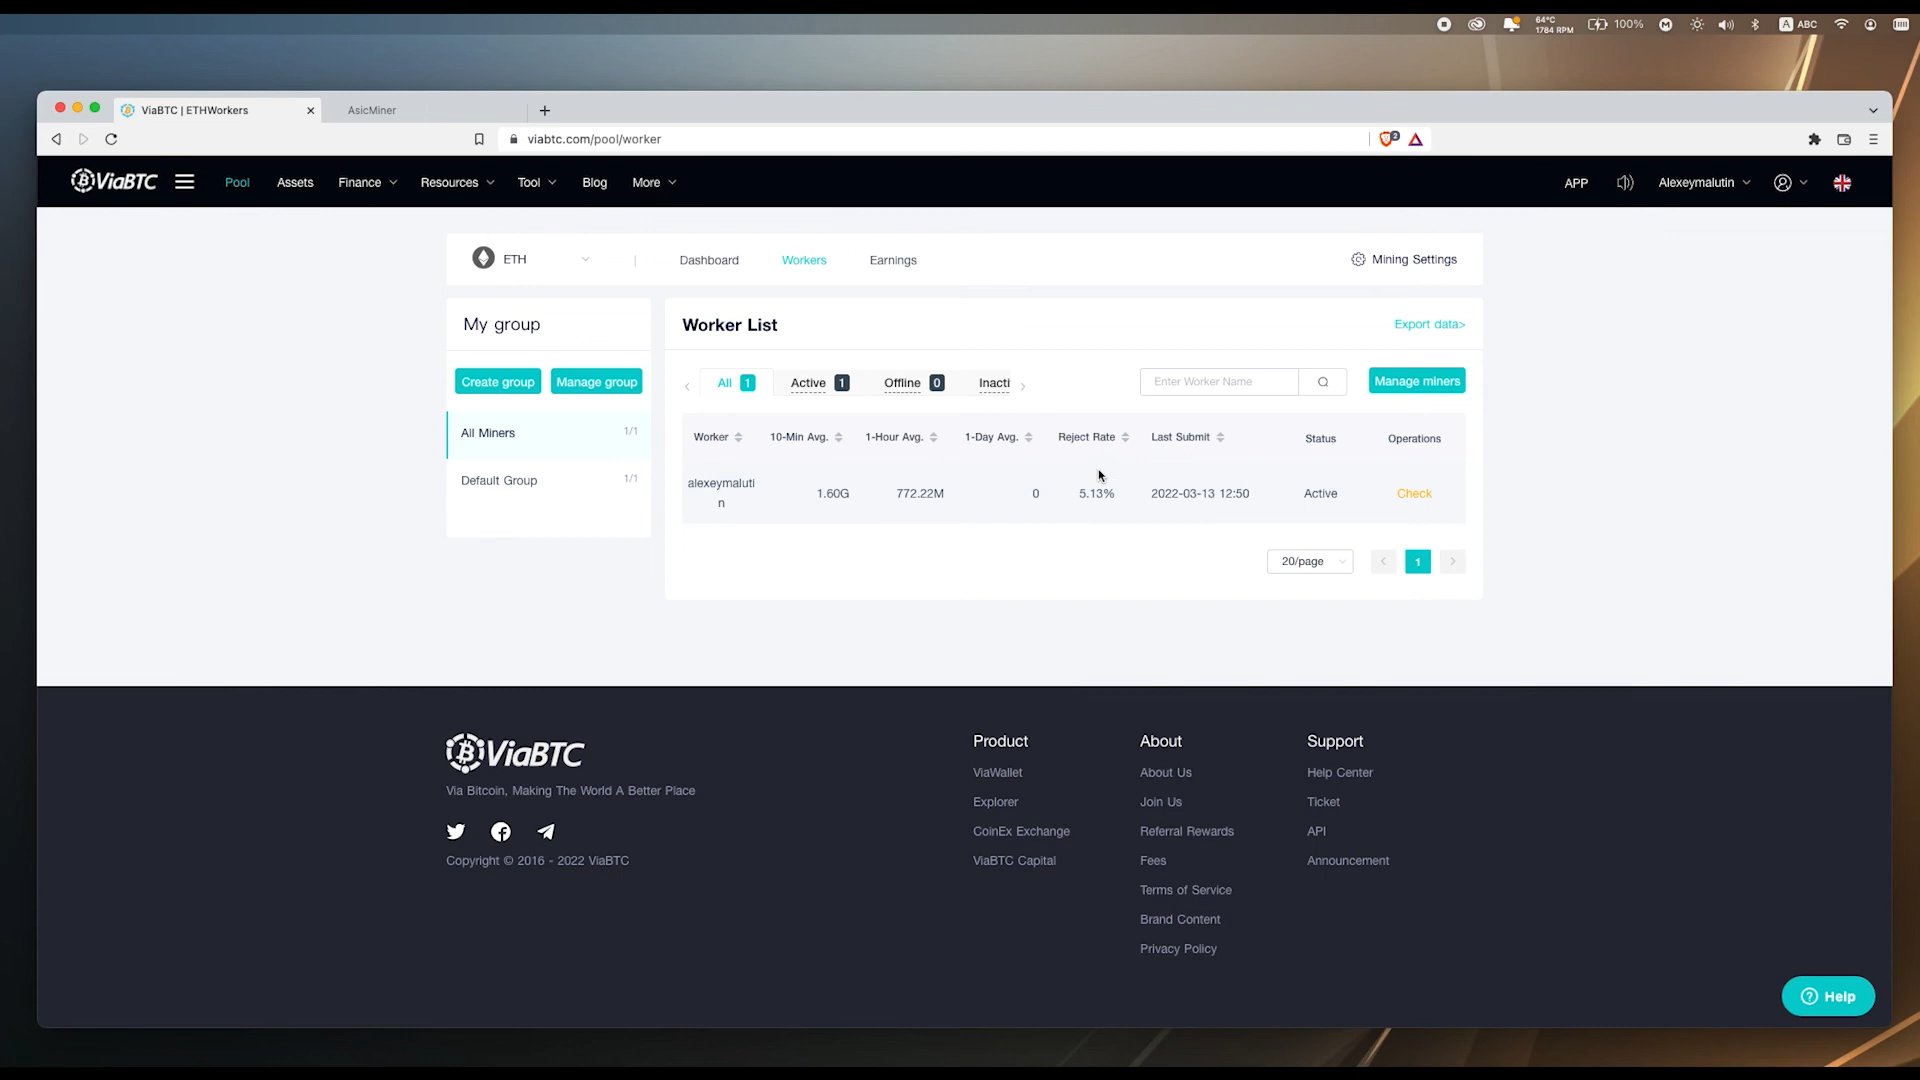 64°C
1784 RPM
100%
A ABC
ViaBTC | ETHWorkers
AsicMiner
viabtc.com/pool/worker
2
ViaBTC
Pool
Assets
Finance
Resources
Tool
Blog
More
APP
Alexeymalutin
ETH
Dashboard
Workers
Earnings
Mining Settings
My group
Create group
Manage group
All Miners 1/1
Default Group 1/1
Worker List
Export data>
All 1
Active 1
Offline 0
Inacti
Enter Worker Name
Manage miners
Worker 10-Min Avg. 1-Hour Avg. 1-Day Avg. Reject Rate Last Submit Status Operations
alexeymaluti
n
1.60G 772.22M 0 5.13% 2022-03-13 12:50 Active Check
20/page
1
ViaBTC
Via Bitcoin, Making The World A Better Place
Copyright © 2016 - 2022 ViaBTC
Product
ViaWallet
Explorer
CoinEx Exchange
ViaBTC Capital
About
About Us
Join Us
Referral Rewards
Fees
Terms of Service
Brand Content
Privacy Policy
Support
Help Center
Ticket
API
Announcement
Help